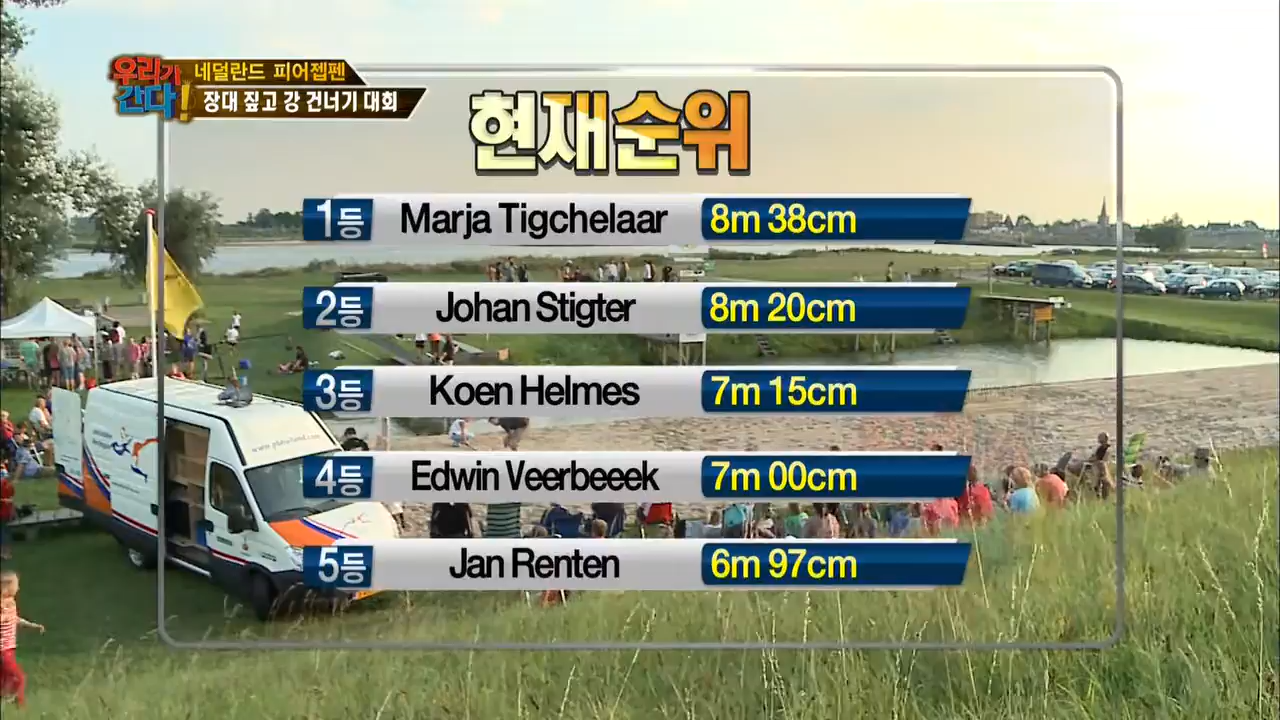 우리가 간다!
네덜란드 피어젭펜
장대 짚고 강 건너기 대회
현재순위
1등 Marja Tigchelaar 8m 38cm
2등 Johan Stigter 8m 20cm
3등 Koen Helmes 7m 15cm
4등 Edwin Veerbeeek 7m 00cm
5등 Jan Renten 6m 97cm